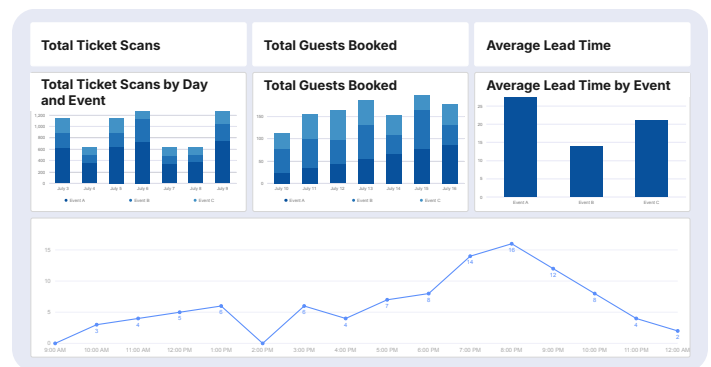 Total Ticket Scans
Total Guests Booked
Average Lead Time
Total Ticket Scans by Day
and Event
1,200
1,000
800
600
400
200
0
July 3
July 4
July 5
July 6
July 7
July 8
July 9
Event A
Event B
Event C
Total Guests Booked
150
50
0
July 10
July 11
July 12
July 13
July 14
July 15
July 16
Event A
Event B
Event C
Average Lead Time by Event
25
15
10
5
0
Event A
Event B
Event C
15
10
5
0
3
4
5
6
6
4
7
8
14
16
12
8
4
2
9:00 AM
10:00 AM
11:00 AM
12:00 PM
1:00 PM
2:00 PM
3:00 PM
4:00 PM
5:00 PM
6:00 PM
7:00 PM
8:00 PM
9:00 PM
10:00 PM
11:00 PM
12:00 AM